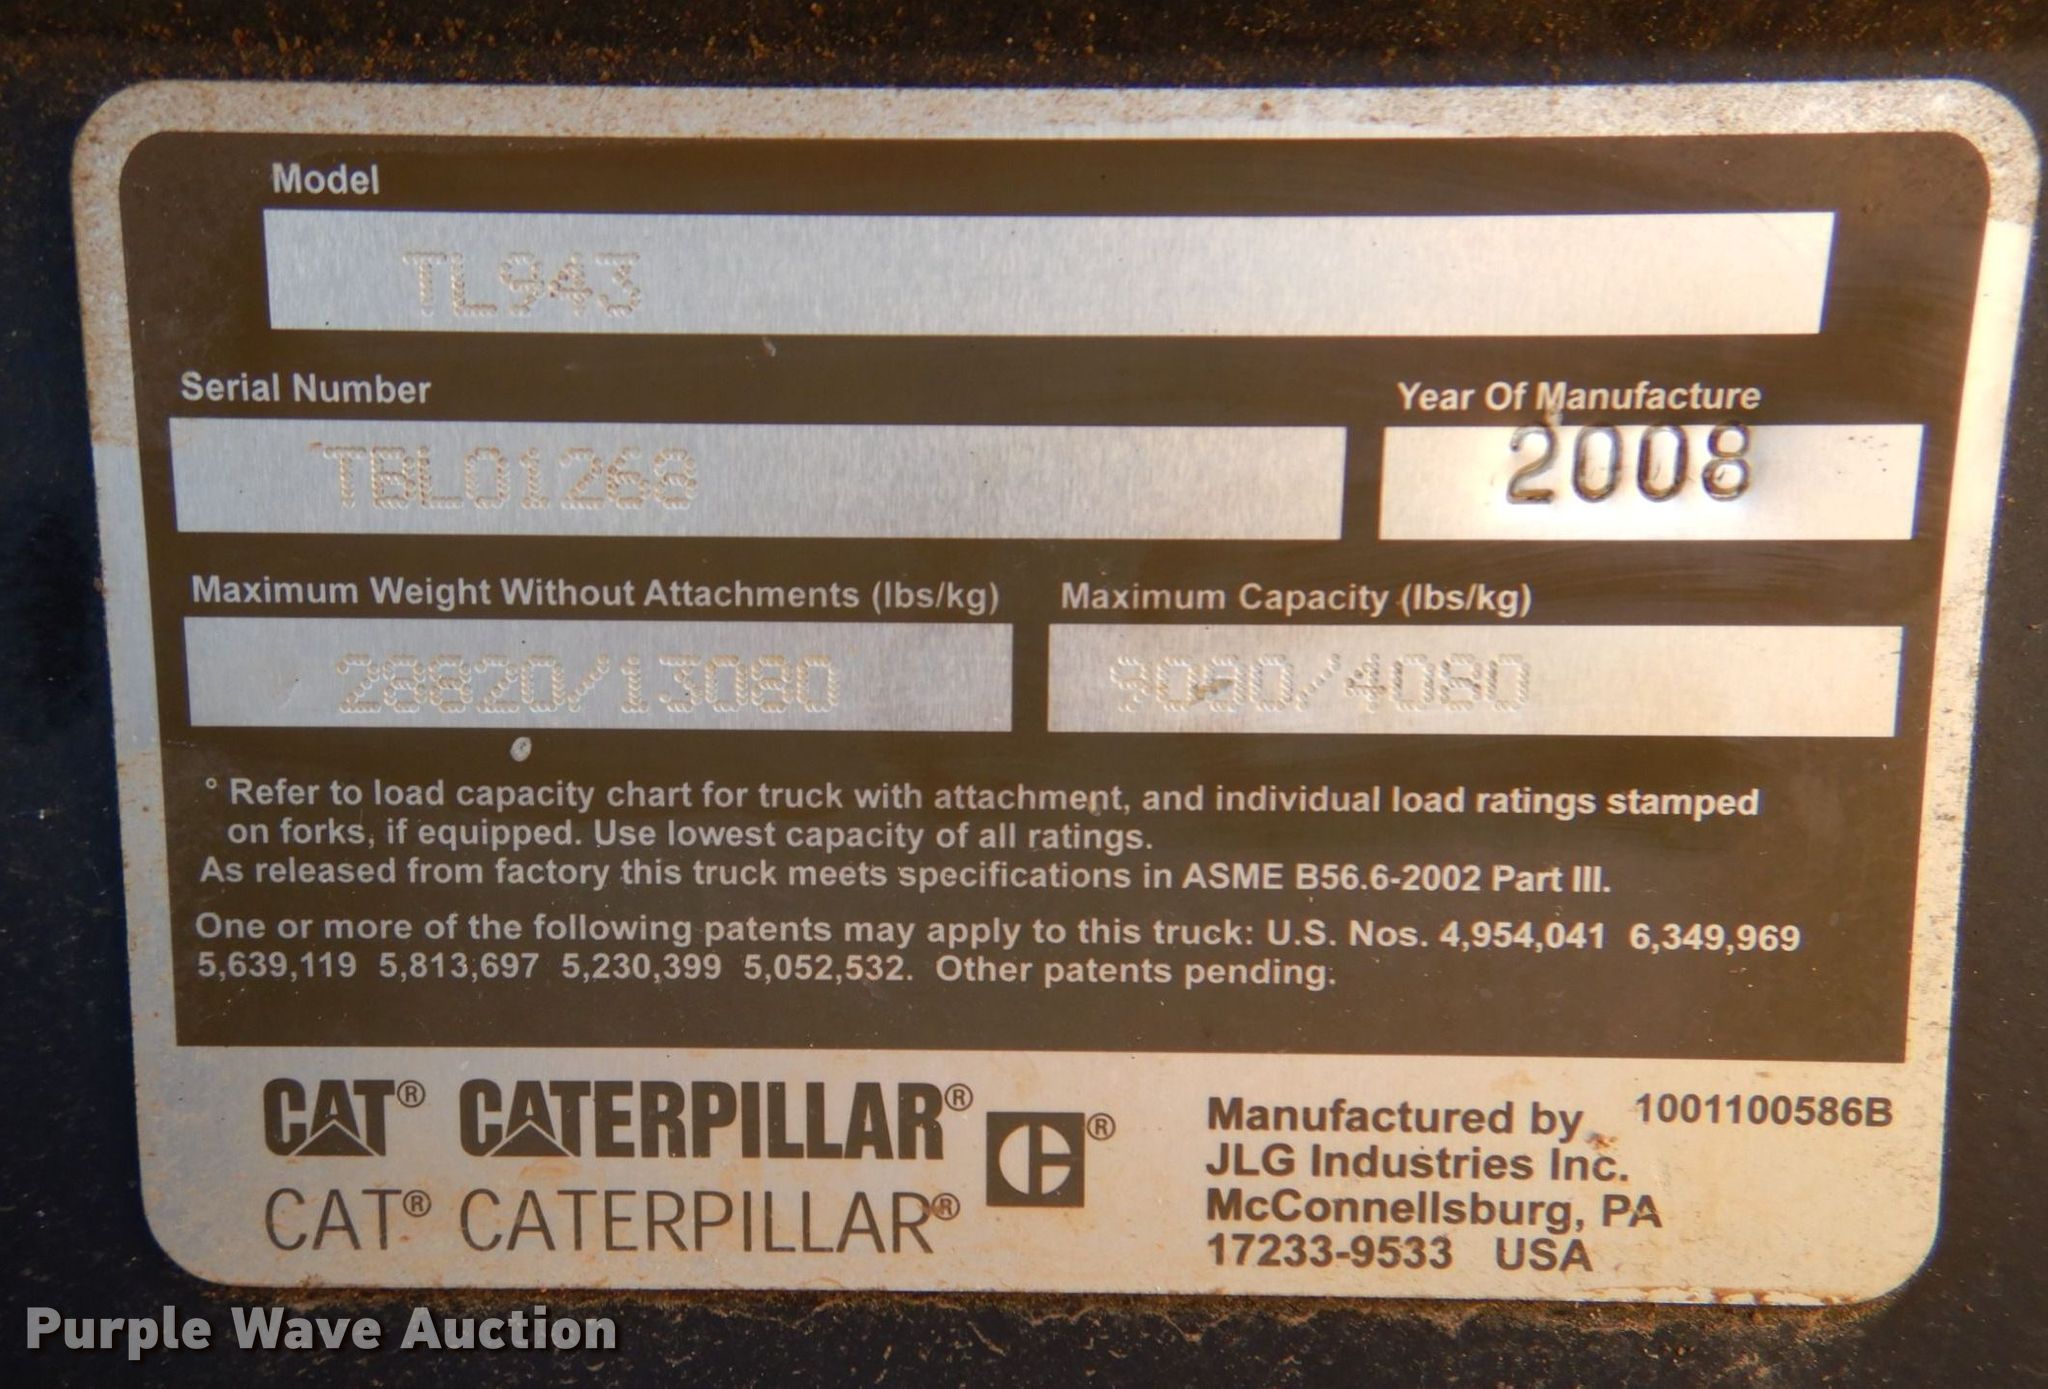 Model
TL943
Serial Number
TBL01268
Year Of Manufacture
2008
Maximum Weight Without Attachments (lbs/kg)
28820/13080
Maximum Capacity (lbs/kg)
9000/4080
° Refer to load capacity chart for truck with attachment, and individual load ratings stamped
on forks, if equipped. Use lowest capacity of all ratings.
As released from factory this truck meets specifications in ASME B56.6-2002 Part III.
One or more of the following patents may apply to this truck: U.S. Nos. 4,954,041 6,349,969
5,639,119 5,813,697 5,230,399 5,052,532. Other patents pending.
CAT® CATERPILLAR®
CAT® CATERPILLAR®
®
Manufactured by 1001100586B
JLG Industries Inc.
McConnellsburg, PA
17233-9533 USA
Purple Wave Auction